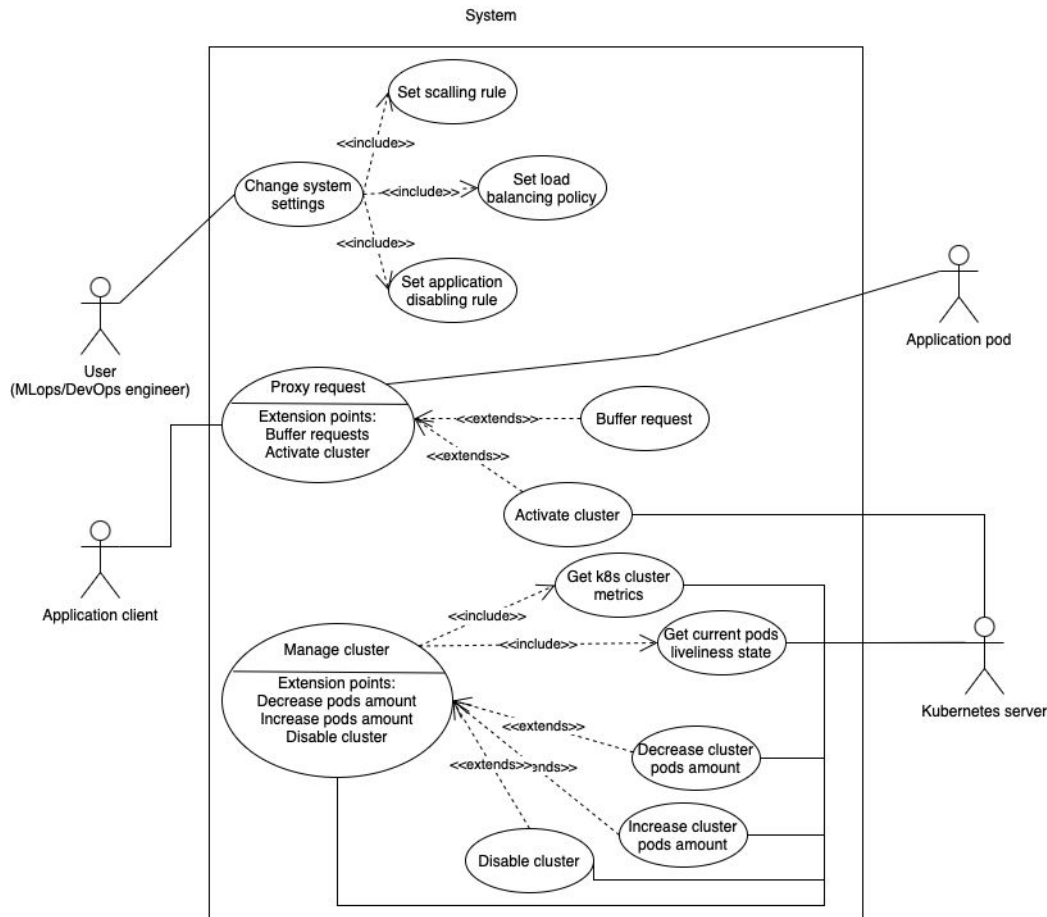 System
Set scalling rule
<<include>>
Change system
settings
<<include>>
Set load
balancing policy
<<include>>
Set application
disabling rule
User
(MLops/DevOps engineer)
Application pod
Proxy request
Extension points:
Buffer requests
Activate cluster
<<extends>>
Buffer request
<<extends>>
Activate cluster
Application client
Get k8s cluster
metrics
<<include>>
<<include>>
Get current pods
liveliness state
Manage cluster
Extension points:
Decrease pods amount
Increase pods amount
Disable cluster
Kubernetes server
<<extends>>
Decrease cluster
pods amount
<<extends>>
ends>>
Increase cluster
pods amount
Disable cluster